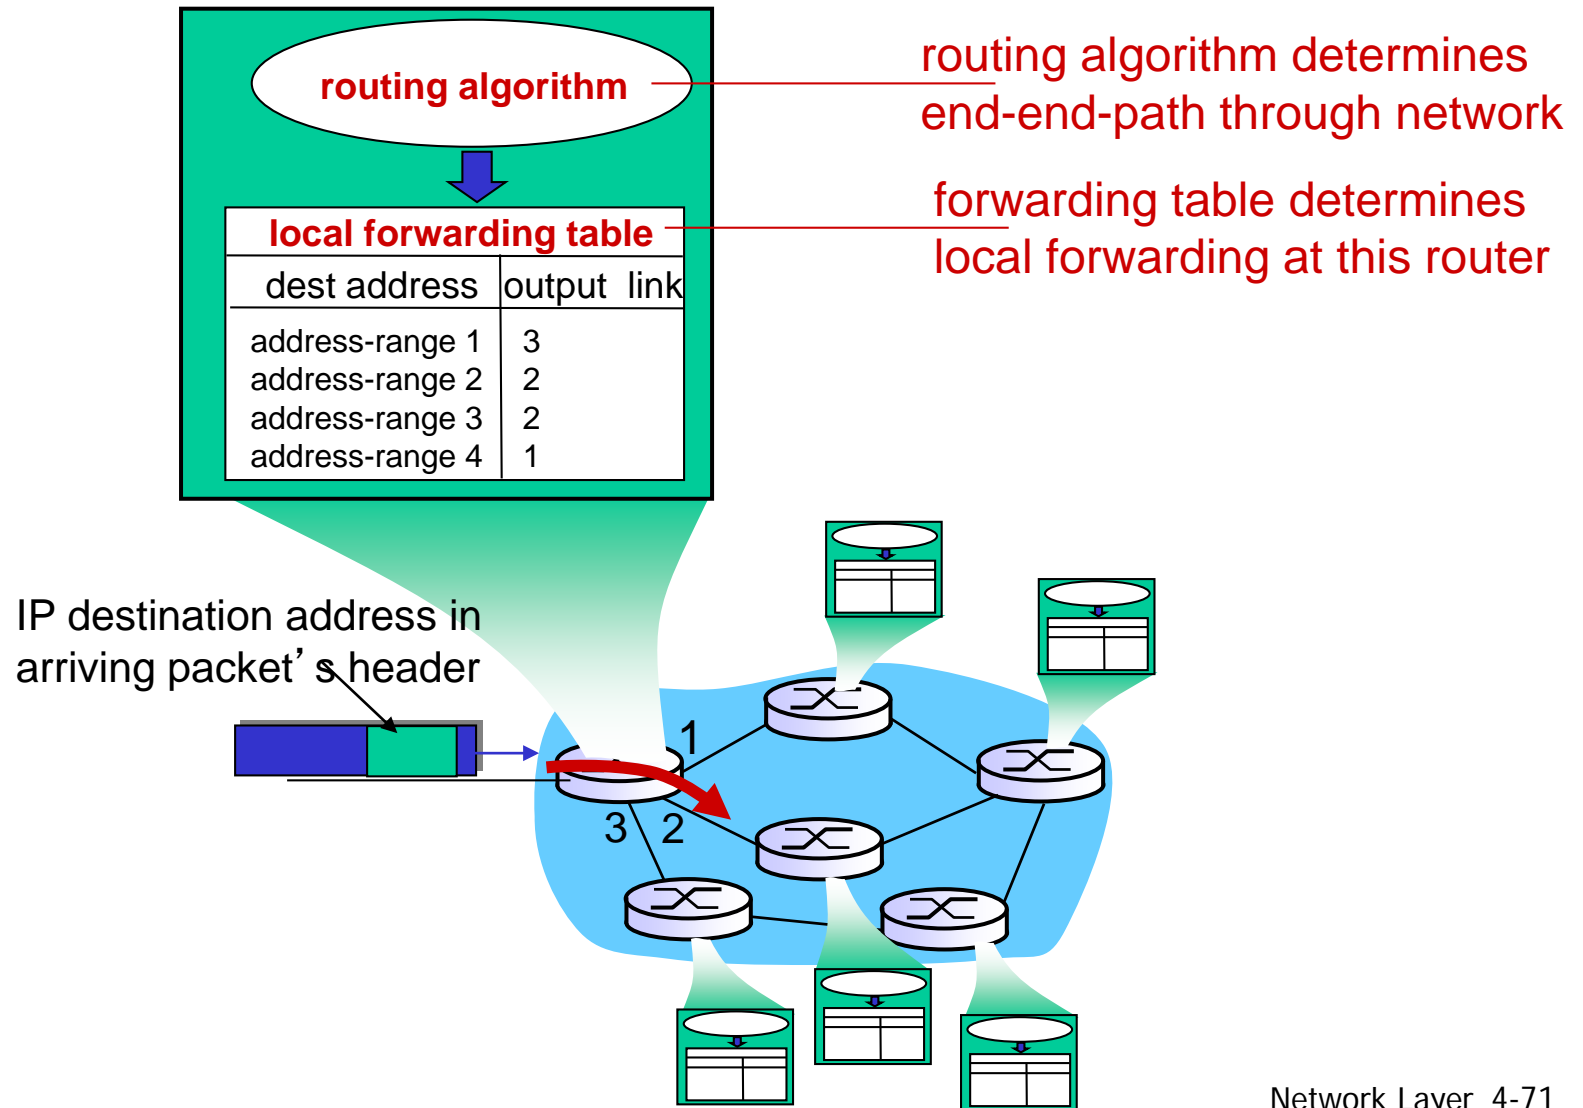 routing algorithm
routing algorithm determines
end-end-path through network
local forwarding table
forwarding table determines
local forwarding at this router
dest address output link
address-range 1 3
address-range 2 2
address-range 3 2
address-range 4 1
IP destination address in
arriving packet’s header
1
3 2
Network Layer 4-71